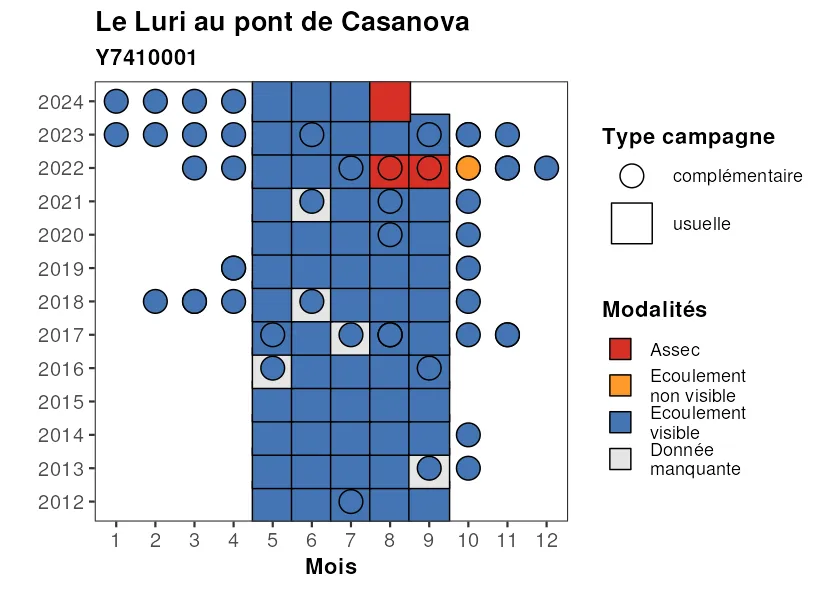 Le Luri au pont de Casanova
Y7410001
2024
2023
2022
2021
2020
2019
2018
2017
2016
2015
2014
2013
2012
1 2 3 4 5 6 7 8 9 10 11 12
Mois
Type campagne
complémentaire
usuelle
Modalités
Assec
Ecoulement
non visible
Ecoulement
visible
Donnée
manquante